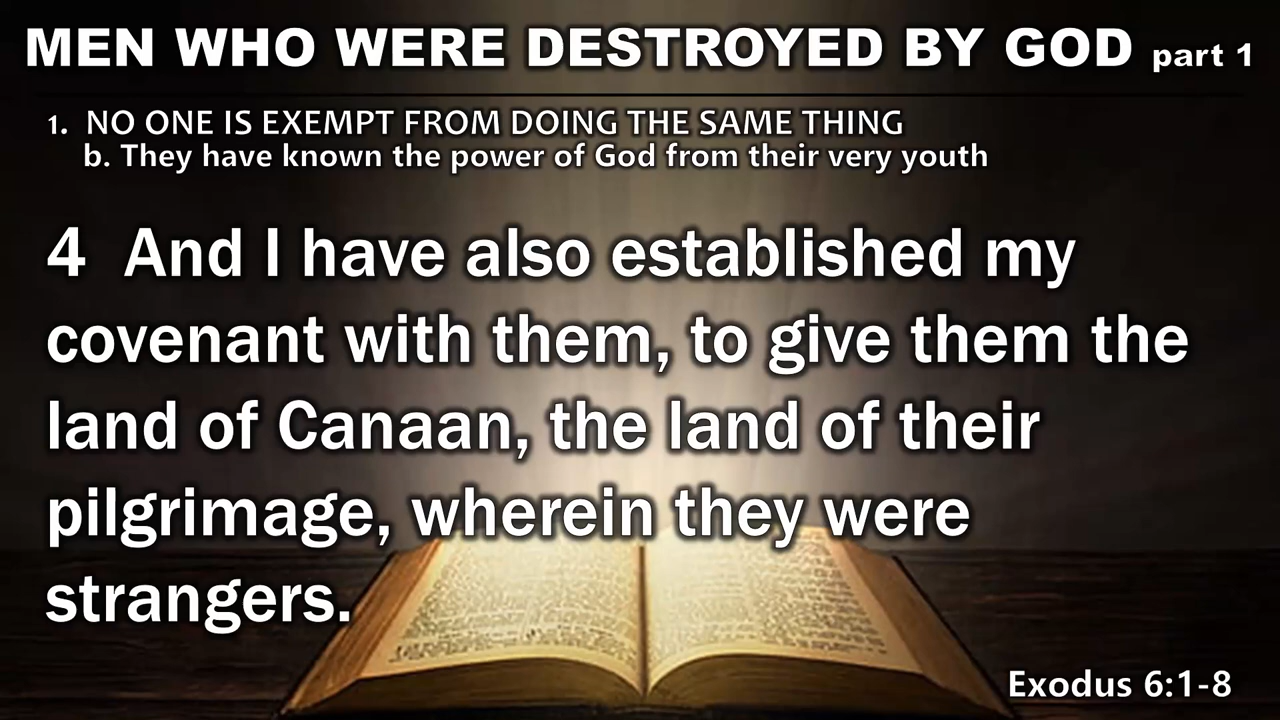 MEN WHO WERE DESTROYED BY GOD part 1
1. NO ONE IS EXEMPT FROM DOING THE SAME THING
b. They have known the power of God from their very youth
4 And I have also established my
covenant with them, to give them the
land of Canaan, the land of their
pilgrimage, wherein they were
strangers.
Exodus 6:1-8